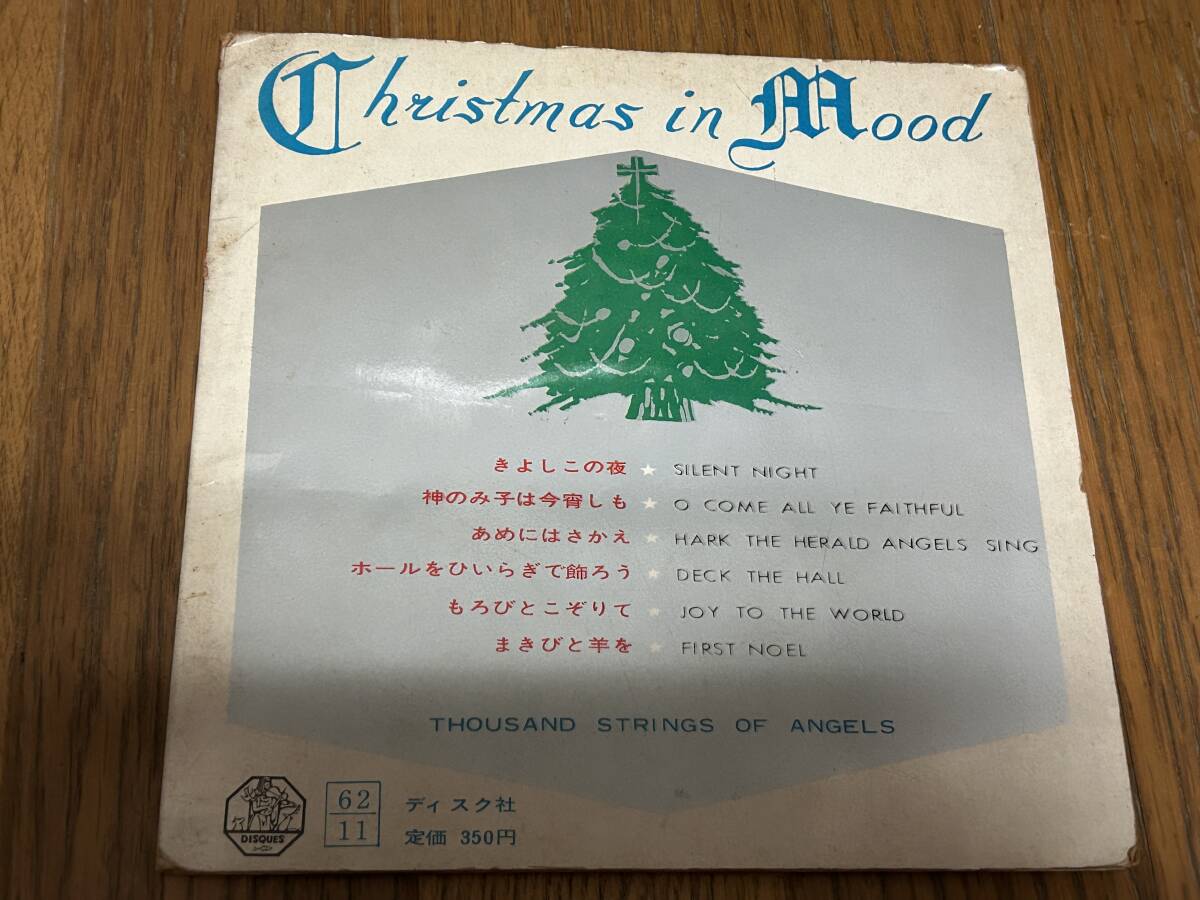 Christmas in Mood
きよしこの夜 ★ SILENT NIGHT
神のみ子は今宵しも ★ O COME ALL YE FAITHFUL
あめにはさかえ ★ HARK THE HERALD ANGELS SING
ホールをひいらぎで飾ろう ★ DECK THE HALL
もろびとこぞりて ★ JOY TO THE WORLD
まきびと羊を ★ FIRST NOEL
THOUSAND STRINGS OF ANGELS
DISQUES
62
11
ディスク社
定価 350円